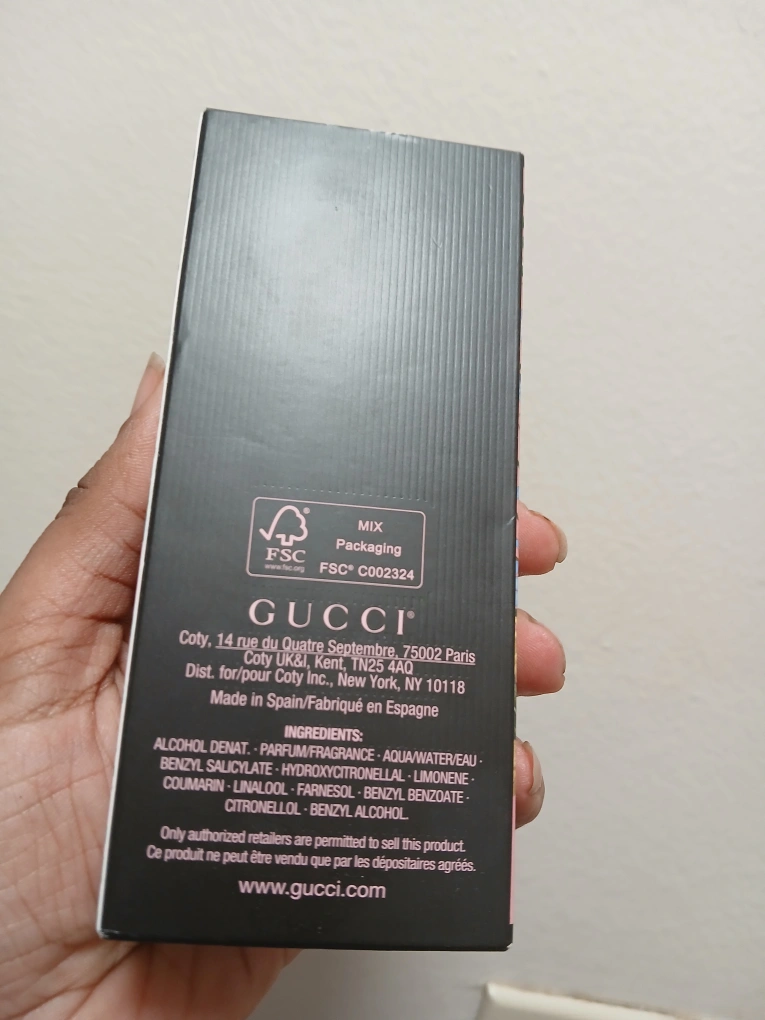 MIX
Packaging
FSC® C002324
FSC®
www.fsc.org
GUCCI®
Coty, 14 rue du Quatre Septembre, 75002 Paris
Coty UK&I, Kent, TN25 4AQ
Dist. for/pour Coty Inc., New York, NY 10118
Made in Spain/Fabriqué en Espagne
INGREDIENTS:
ALCOHOL DENAT. · PARFUM/FRAGRANCE · AQUA/WATER/EAU ·
BENZYL SALICYLATE · HYDROXYCITRONELLAL · LIMONENE ·
COUMARIN · LINALOOL · FARNESOL · BENZYL BENZOATE ·
CITRONELLOL · BENZYL ALCOHOL.
Only authorized retailers are permitted to sell this product.
Ce produit ne peut être vendu que par les dépositaires agréés.
www.gucci.com